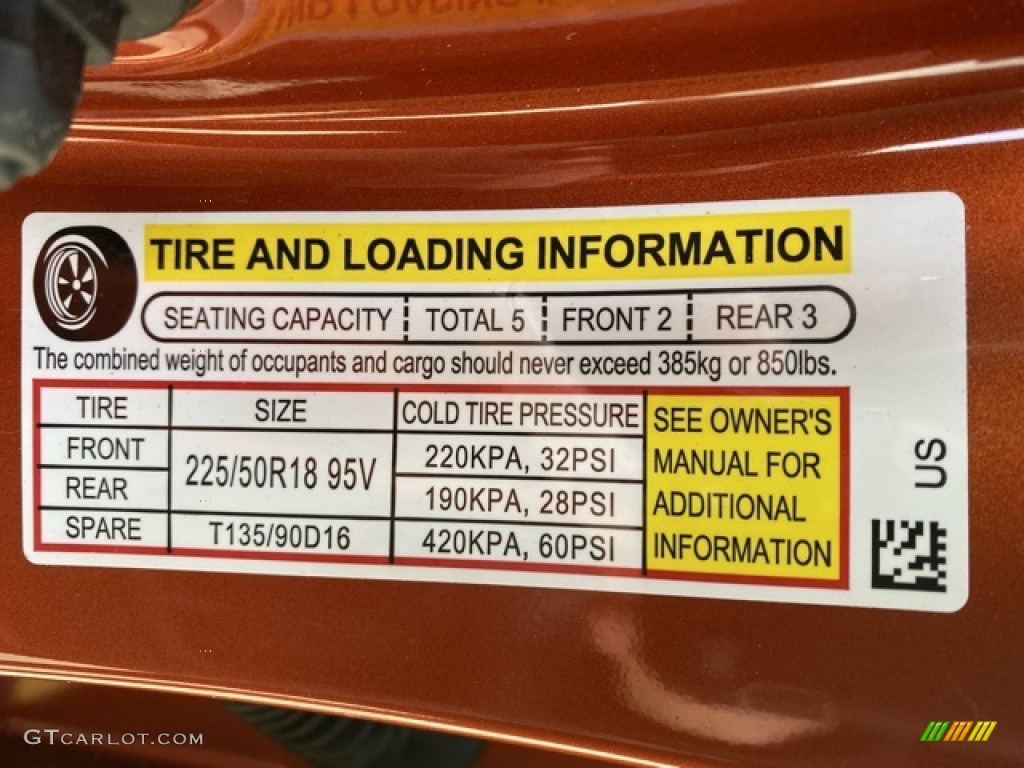 TIRE AND LOADING INFORMATION
SEATING CAPACITY TOTAL 5 FRONT 2 REAR 3
The combined weight of occupants and cargo should never exceed 385kg or 850lbs.
TIRE SIZE COLD TIRE PRESSURE
FRONT 225/50R18 95V 220KPA, 32PSI
REAR 190KPA, 28PSI
SPARE T135/90D16 420KPA, 60PSI
SEE OWNER'S
MANUAL FOR
ADDITIONAL
INFORMATION
US
GTCARLOT.COM